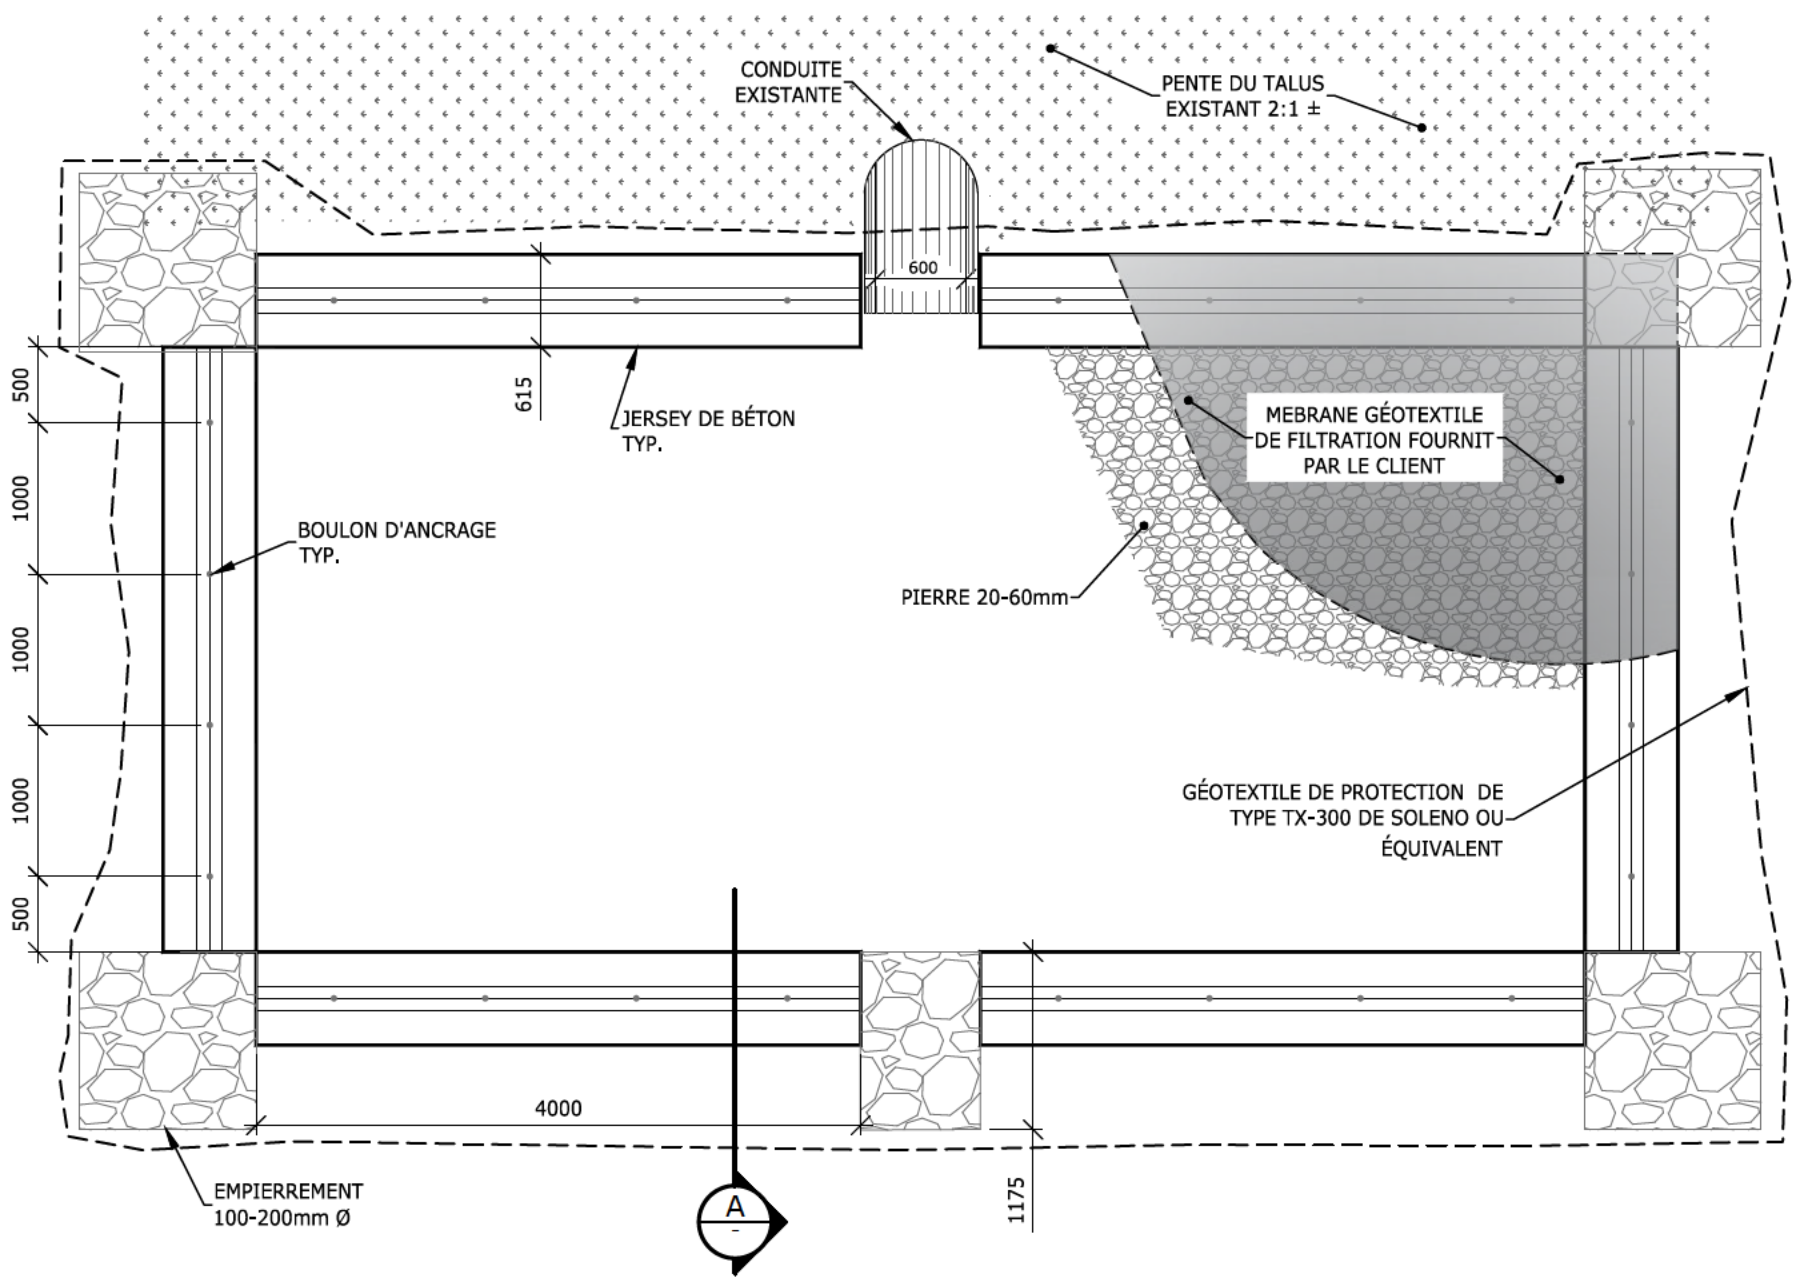 CONDUITE
EXISTANTE
PENTE DU TALUS
EXISTANT 2:1 ±
600
615
JERSEY DE BÉTON
TYP.
MEBRANE GÉOTEXTILE
DE FILTRATION FOURNIT
PAR LE CLIENT
500
1000
1000
1000
500
BOULON D'ANCRAGE
TYP.
PIERRE 20-60mm
GÉOTEXTILE DE PROTECTION DE
TYPE TX-300 DE SOLENO OU
ÉQUIVALENT
4000
1175
EMPIERREMENT
100-200mm Ø
A
-